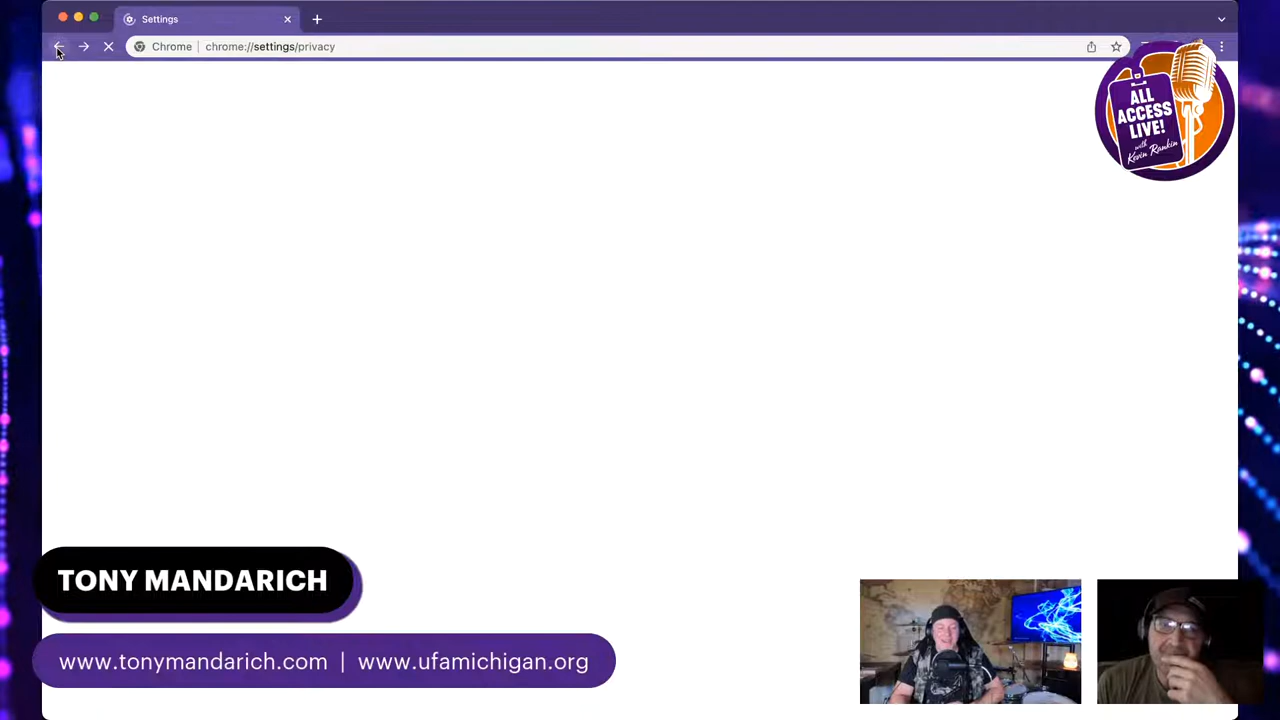 Settings
Chrome | chrome://settings/privacy
ALL
ACCESS
LIVE!
with
Kevin Rankin
TONY MANDARICH
www.tonymandarich.com | www.ufamichigan.org